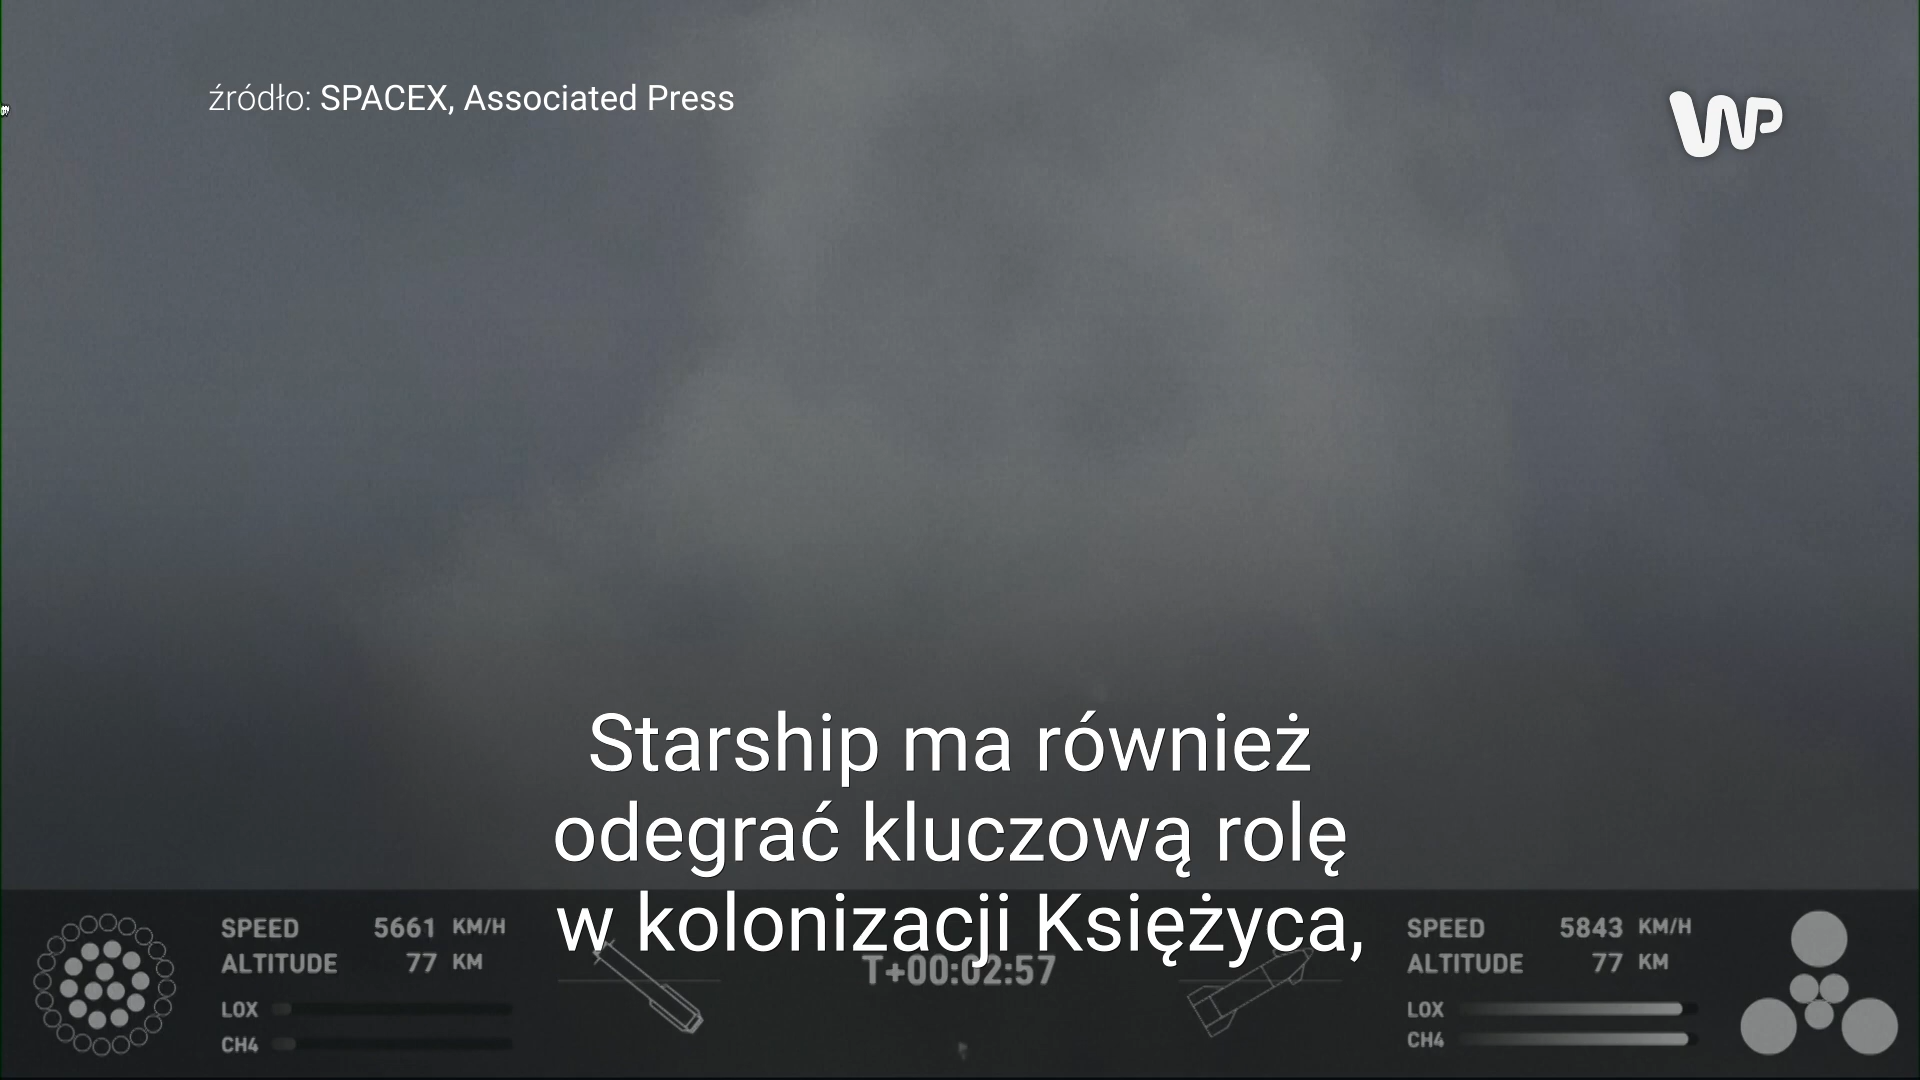 źródło: SPACEX, Associated Press
WP
Starship ma również
odegrać kluczową rolę
w kolonizacji Księżyca,
SPEED 5661 KM/H
ALTITUDE 77 KM
LOX
CH4
T+00:02:57
SPEED 5843 KM/H
ALTITUDE 77 KM
LOX
CH4